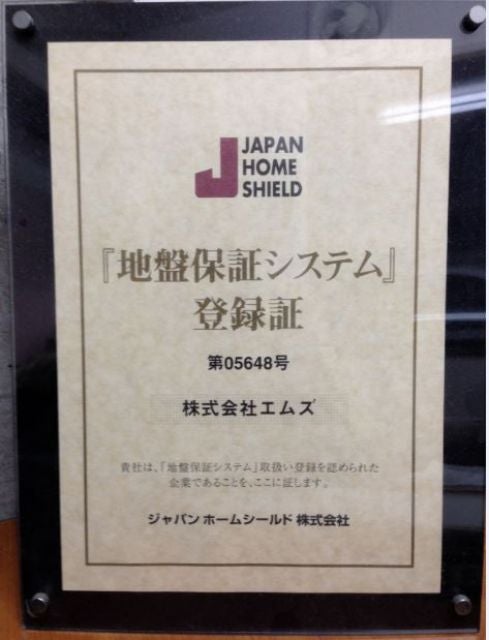 JAPAN
HOME
SHIELD
『地盤保証システム』
登録証
第05648号
株式会社エムズ
貴社は、「地盤保証システム」取扱い登録を認められた
企業であることを、ここに証します。
ジャパン ホームシールド 株式会社